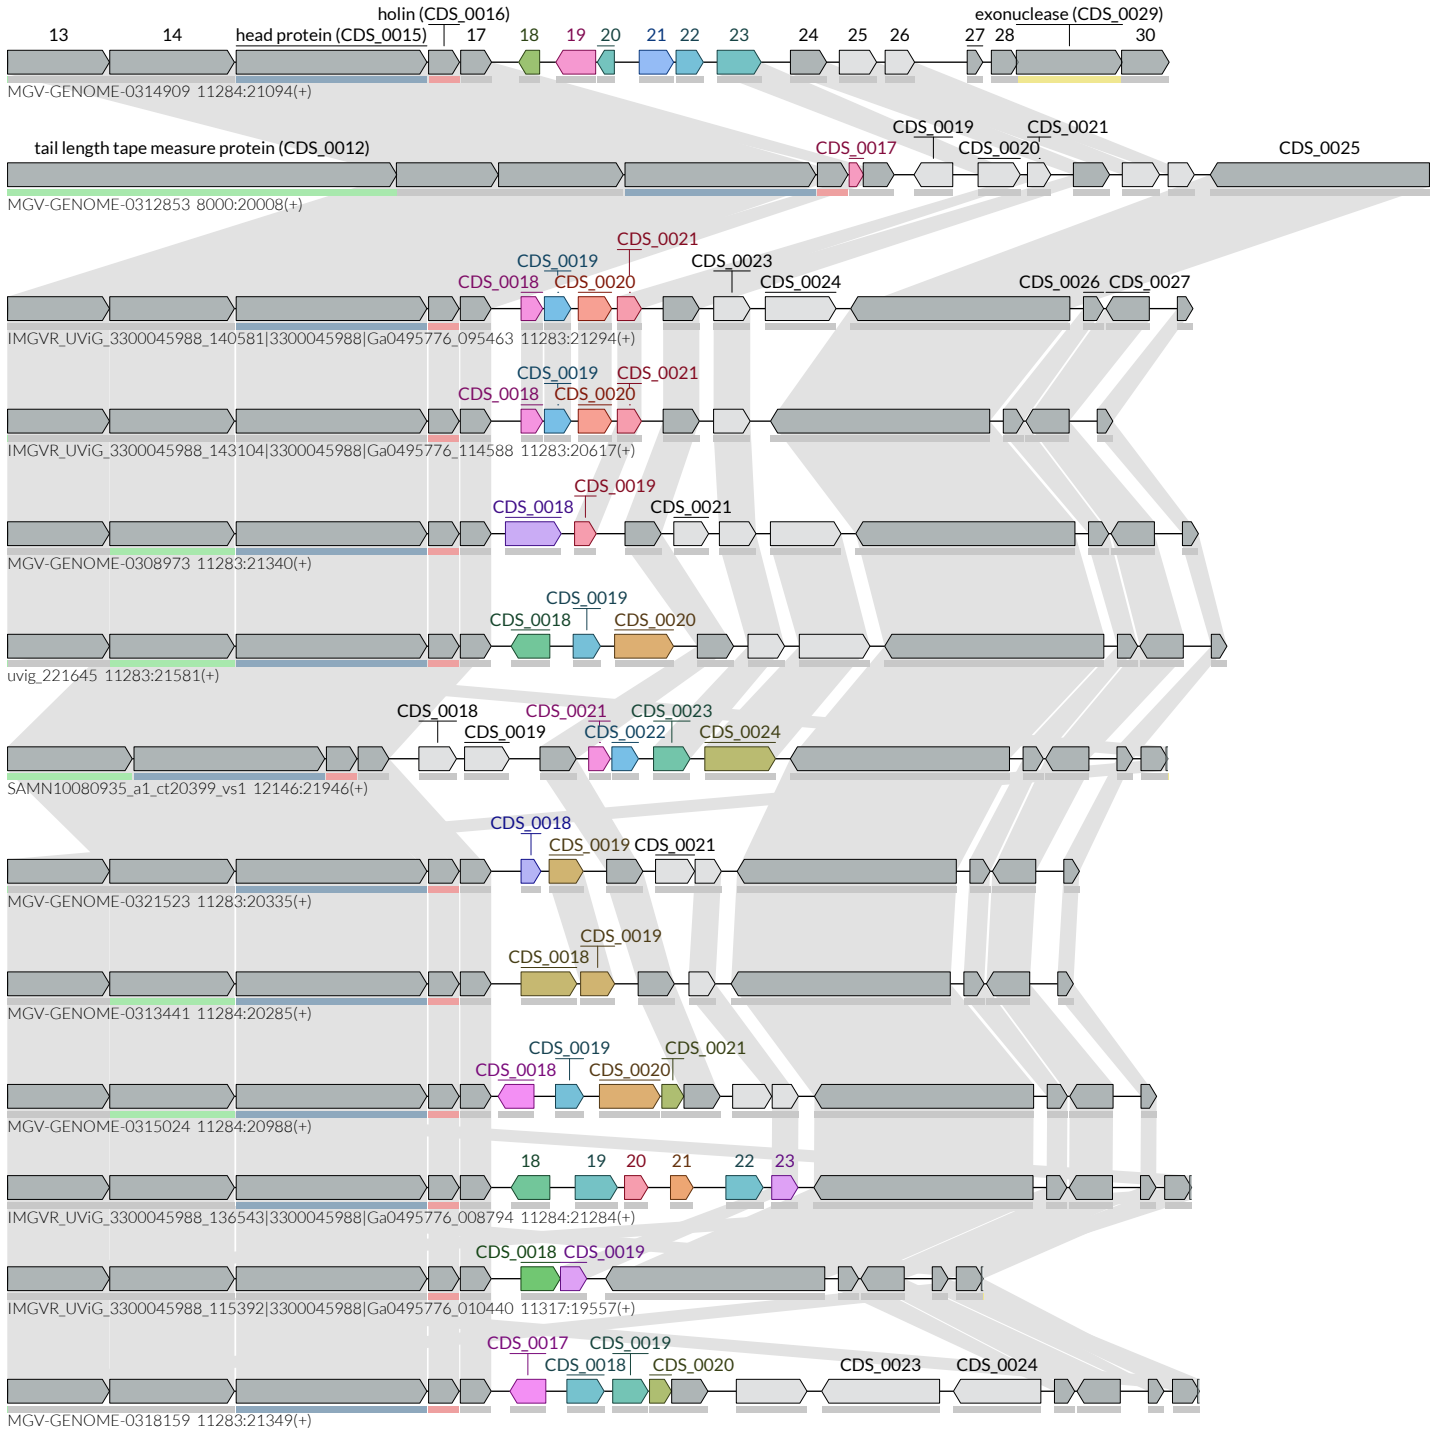 holin (CDS_0016) exonuclease (CDS_0029)
13 14 head protein (CDS_0015) 17 18 19 20 21 22 23 24 25 26 27 28 30
MGV-GENOME-0314909 11284:21094(+)
CDS_0019 CDS_0021
tail length tape measure protein (CDS_0012) CDS_0017 CDS_0020 CDS_0025
MGV-GENOME-0312853 8000:20008(+)
CDS_0021
CDS_0019 CDS_0023
CDS_0018 CDS_0020 CDS_0024 CDS_0026 CDS_0027
IMGVR_UViG_3300045988_140581|3300045988|Ga0495776_095463 11283:21294(+)
CDS_0019 CDS_0021
CDS_0018 CDS_0020
IMGVR_UViG_3300045988_143104|3300045988|Ga0495776_114588 11283:20617(+)
CDS_0019
CDS_0018 CDS_0021
MGV-GENOME-0308973 11283:21340(+)
CDS_0019
CDS_0018 CDS_0020
uvig_221645 11283:21581(+)
CDS_0018 CDS_0021 CDS_0023
CDS_0019 CDS_0022 CDS_0024
SAMN10080935_a1_ct20399_vs1 12146:21946(+)
CDS_0018
CDS_0019 CDS_0021
MGV-GENOME-0321523 11283:20335(+)
CDS_0019
CDS_0018
MGV-GENOME-0313441 11284:20285(+)
CDS_0019 CDS_0021
CDS_0018 CDS_0020
MGV-GENOME-0315024 11284:20988(+)
18 19 20 21 22 23
IMGVR_UViG_3300045988_136543|3300045988|Ga0495776_008794 11284:21284(+)
CDS_0018 CDS_0019
IMGVR_UViG_3300045988_115392|3300045988|Ga0495776_010440 11317:19557(+)
CDS_0017 CDS_0019
CDS_0018 CDS_0020 CDS_0023 CDS_0024
MGV-GENOME-0318159 11283:21349(+)